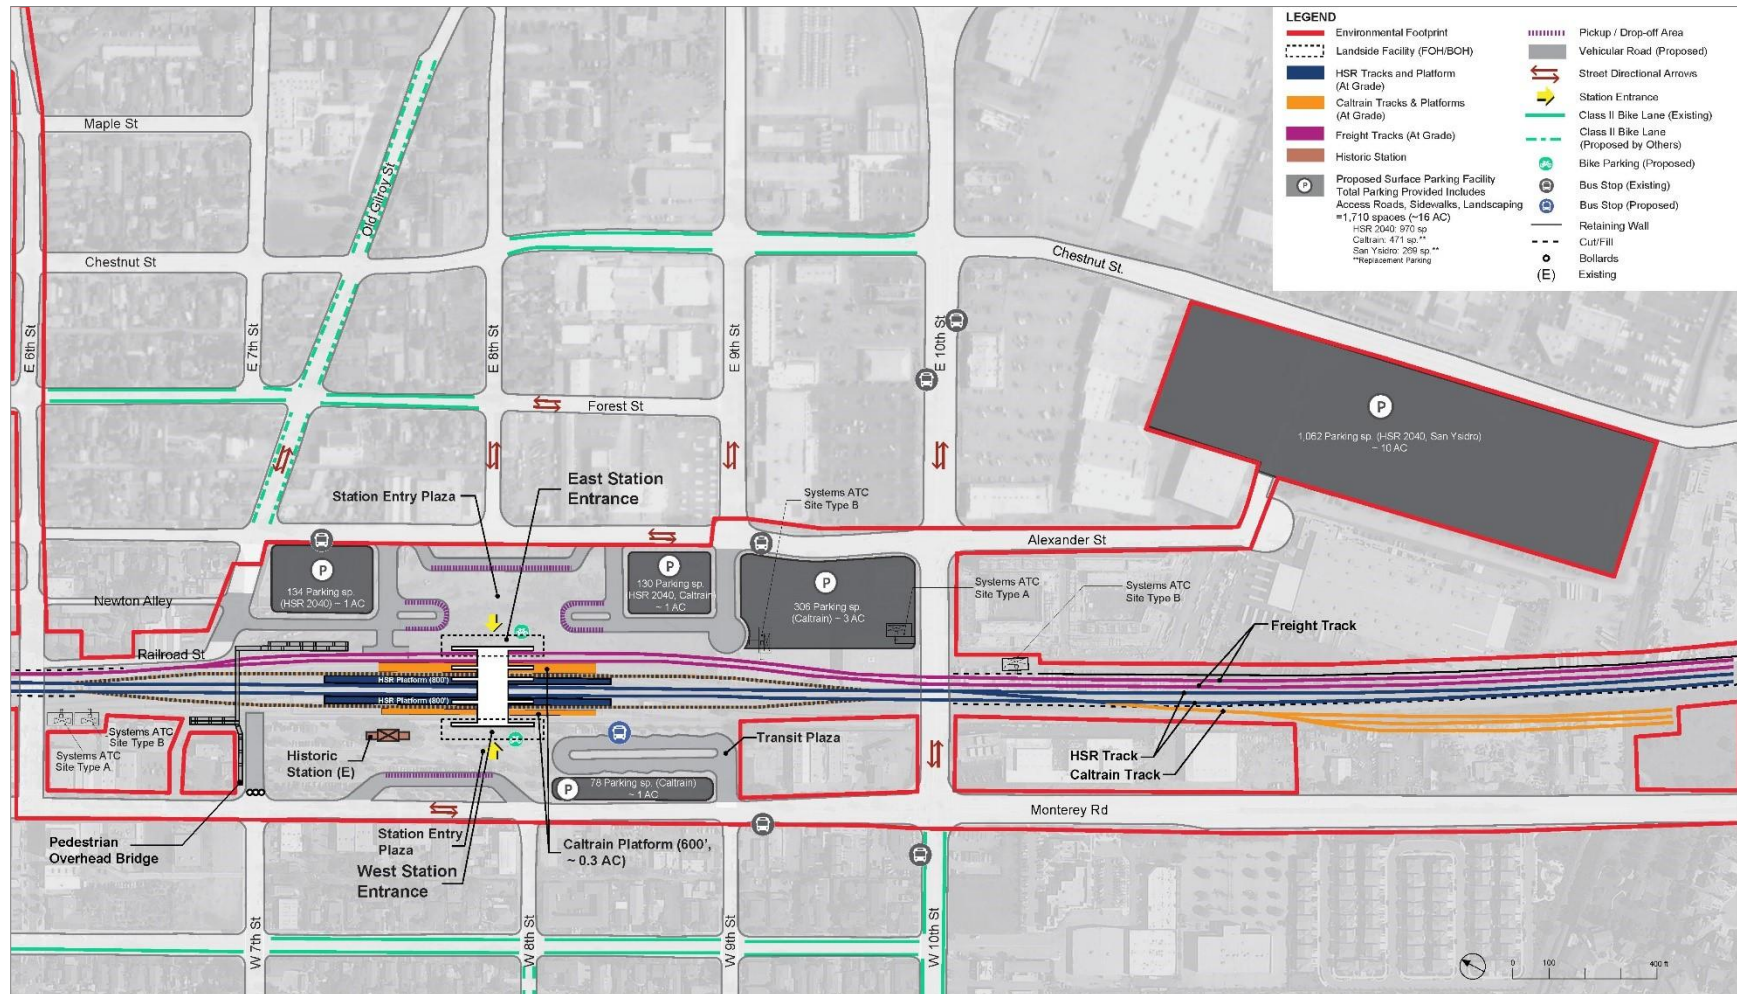 LEGEND
Environmental Footprint
Landside Facility (FOH/BOH)
HSR Tracks and Platform
(At Grade)
Caltrain Tracks & Platforms
(At Grade)
Freight Tracks (At Grade)
Historic Station
P
Proposed Surface Parking Facility
Total Parking Provided Includes
Access Roads, Sidewalks, Landscaping
=1,710 spaces (~16 AC)
HSR 2040: 970 sp
Caltrain: 471 sp.**
San Ysidro: 269 sp.**
**Replacement Parking
Pickup / Drop-off Area
Vehicular Road (Proposed)
Street Directional Arrows
Station Entrance
Class II Bike Lane (Existing)
Class II Bike Lane
(Proposed by Others)
Bike Parking (Proposed)
Bus Stop (Existing)
Bus Stop (Proposed)
Retaining Wall
Cut/Fill
Bollards
(E)
Existing
Maple St
Old Gilroy St
Chestnut St
Chestnut St.
E 6th St
E 7th St
E 8th St
E 9th St
E 10th St
Forest St
P
1,062 Parking sp. (HSR 2040, San Ysidro)
~ 10 AC
East Station
Entrance
Station Entry Plaza
Systems ATC
Site Type B
Alexander St
P
134 Parking sp.
(HSR 2040) ~ 1 AC
P
130 Parking sp.
HSR 2040, Caltrain)
~ 1 AC
P
306 Parking sp.
(Caltrain) ~ 3 AC
Systems ATC
Site Type A
Systems ATC
Site Type B
Newton Alley
Freight Track
Railroad St
HSR Platform (800')
HSR Platform (800')
Systems ATC
Site Type B
Systems ATC
Site Type A
Historic
Station (E)
Transit Plaza
HSR Track
Caltrain Track
P
78 Parking sp. (Caltrain)
~ 1 AC
Monterey Rd
Pedestrian
Overhead Bridge
Station Entry
Plaza
West Station
Entrance
Caltrain Platform (600',
~ 0.3 AC)
W 7th St
W 8th St
W 9th St
W 10th St
0
100
400 ft